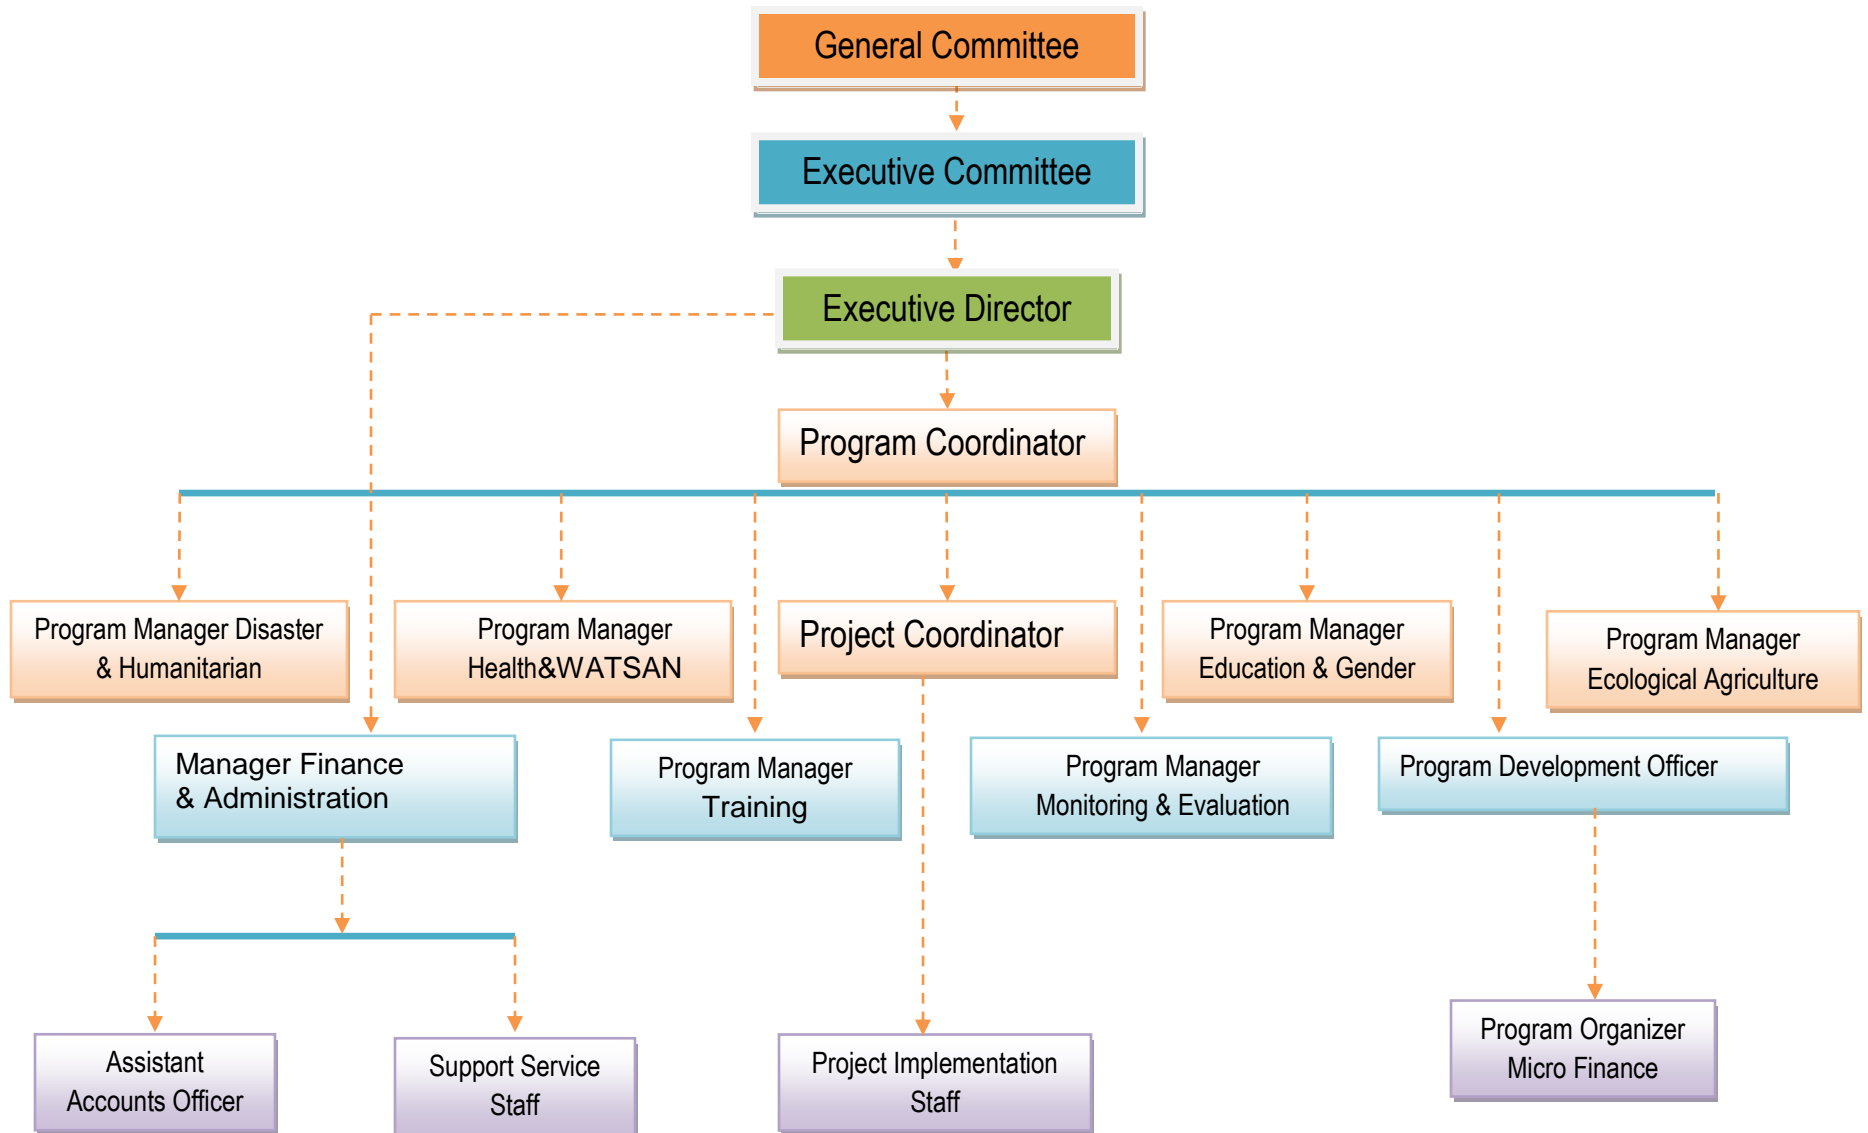 General Committee
Executive Committee
Executive Director
Program Coordinator
Program Manager Disaster
& Humanitarian
Program Manager
Health&WATSAN
Project Coordinator
Program Manager
Education & Gender
Program Manager
Ecological Agriculture
Manager Finance
& Administration
Program Manager
Training
Program Manager
Monitoring & Evaluation
Program Development Officer
Assistant
Accounts Officer
Support Service
Staff
Project Implementation
Staff
Program Organizer
Micro Finance